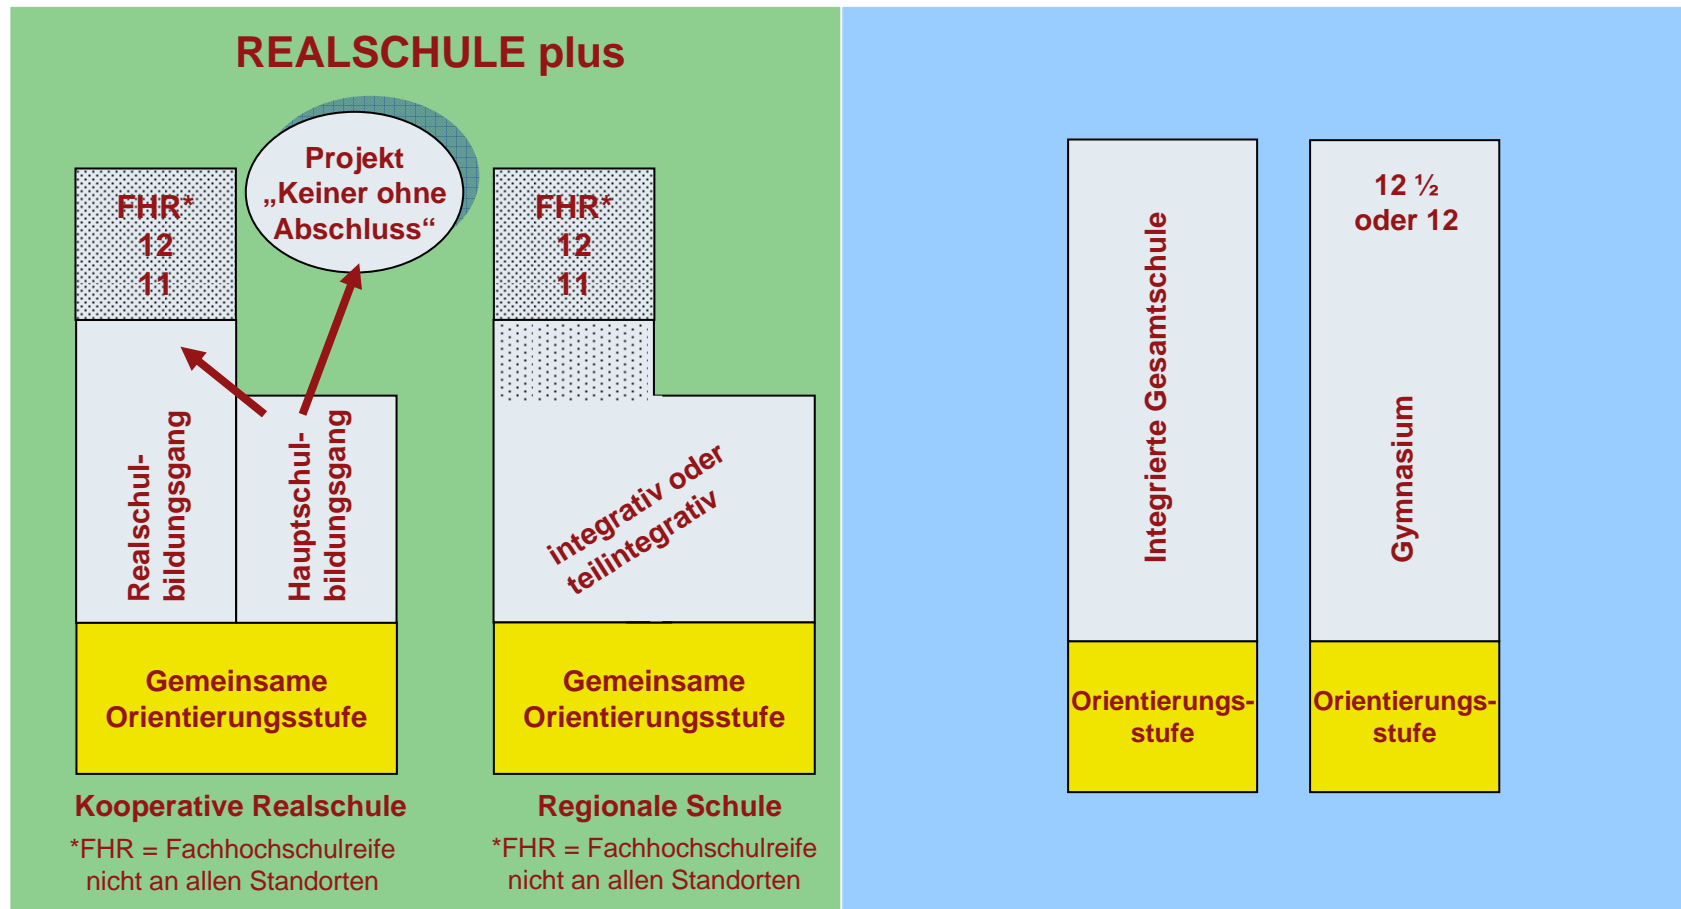 REALSCHULE plus
Projekt
„Keiner ohne
Abschluss“
FHR*
12
11
Realschul-
bildungsgang
Hauptschul-
bildungsgang
Gemeinsame
Orientierungsstufe
Kooperative Realschule
*FHR = Fachhochschulreife
nicht an allen Standorten
FHR*
12
11
integrativ oder
teilintegrativ
Gemeinsame
Orientierungsstufe
Regionale Schule
*FHR = Fachhochschulreife
nicht an allen Standorten
Integrierte Gesamtschule
Orientierungs-
stufe
12 ½
oder 12
Gymnasium
Orientierungs-
stufe